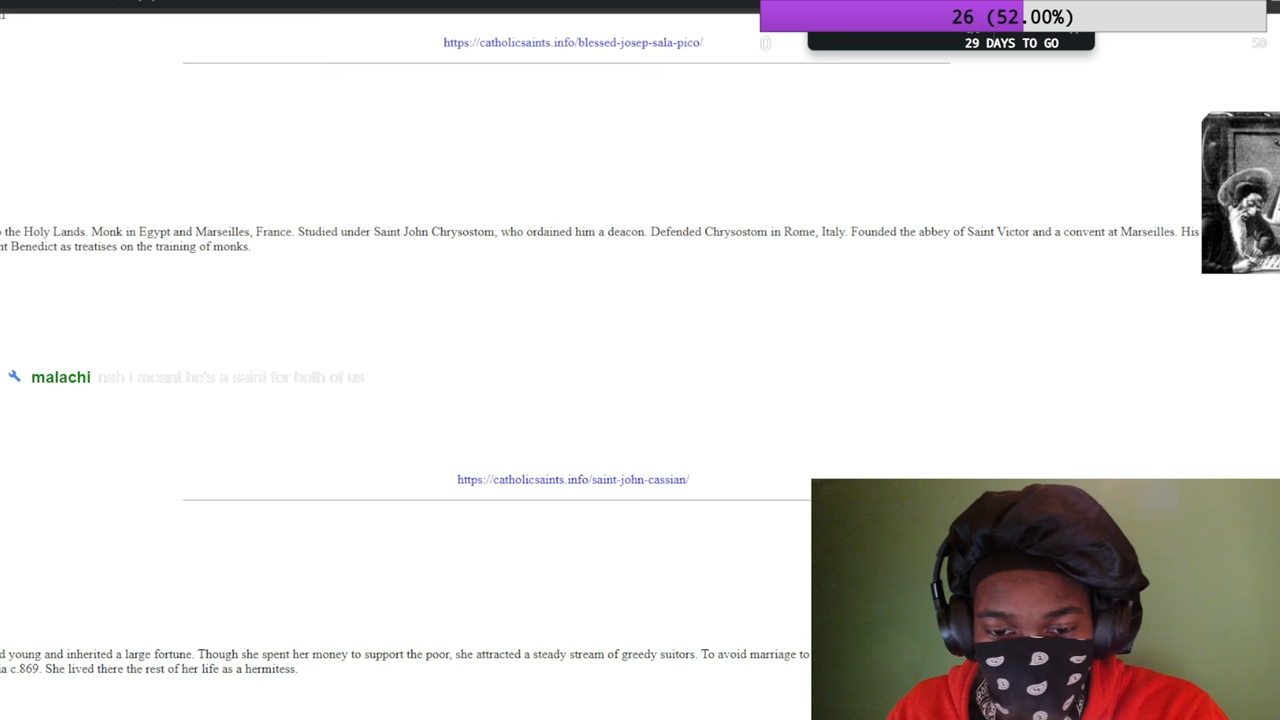 26 (52.00%)
https://catholicsaints.info/blessed-josep-sala-pico/
0
29 DAYS TO GO
50
the Holy Lands. Monk in Egypt and Marseilles, France. Studied under Saint John Chrysostom, who ordained him a deacon. Defended Chrysostom in Rome, Italy. Founded the abbey of Saint Victor and a convent at Marseilles. His
nt Benedict as treatises on the training of monks.
malachi nah i meant he's a saint for both of us
https://catholicsaints.info/saint-john-cassian/
d young and inherited a large fortune. Though she spent her money to support the poor, she attracted a steady stream of greedy suitors. To avoid marriage to
ia c.869. She lived there the rest of her life as a hermitess.